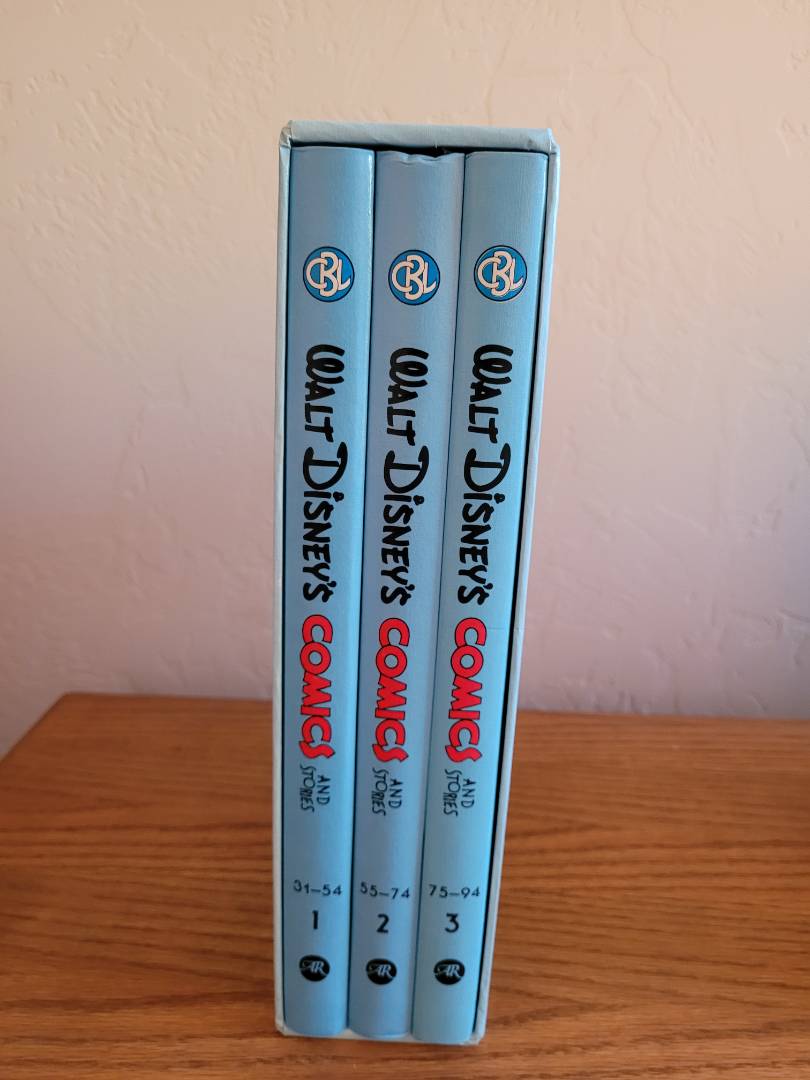 CBL
WALT DISNEY'S COMICS AND STORIES
31-54
1
AR
CBL
WALT DISNEY'S COMICS AND STORIES
55-74
2
AR
CBL
WALT DISNEY'S COMICS AND STORIES
75-94
3
AR